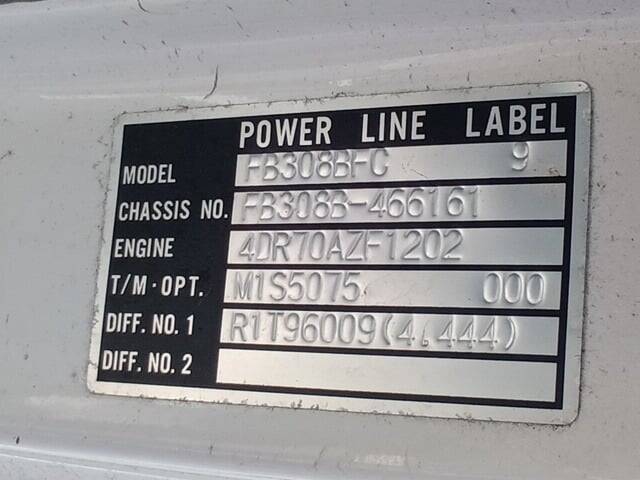 POWER LINE LABEL
MODEL FB308BFC 9
CHASSIS NO. FB308B-466161
ENGINE 4DR70AZF1202
T/M·OPT. M1S5075 000
DIFF. NO. 1 R1T96009(4.444)
DIFF. NO. 2